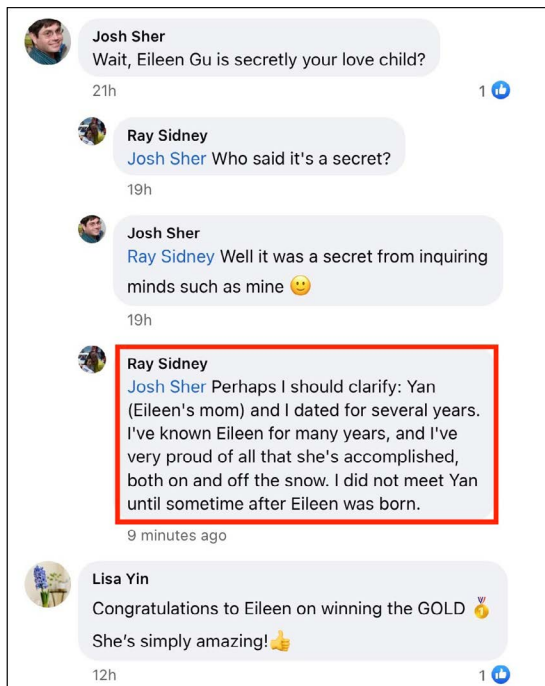 Josh Sher
Wait, Eileen Gu is secretly your love child?
21h
1
Ray Sidney
Josh Sher Who said it's a secret?
19h
Josh Sher
Ray Sidney Well it was a secret from inquiring
minds such as mine 🙂
19h
Ray Sidney
Josh Sher Perhaps I should clarify: Yan
(Eileen's mom) and I dated for several years.
I've known Eileen for many years, and I've
very proud of all that she's accomplished,
both on and off the snow. I did not meet Yan
until sometime after Eileen was born.
9 minutes ago
Lisa Yin
Congratulations to Eileen on winning the GOLD 🥇
She’s simply amazing!👍
12h
1